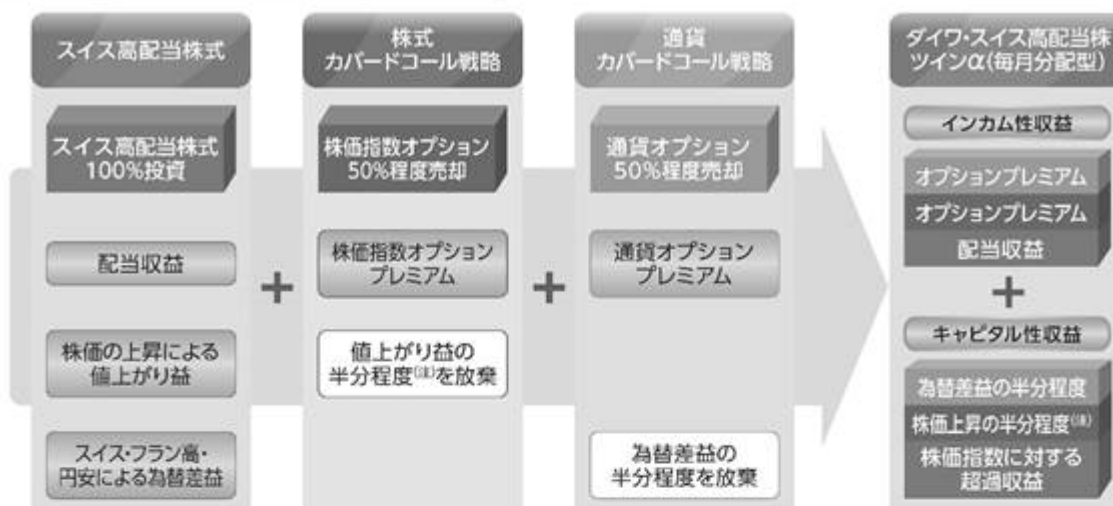 スイス高配当株式
スイス高配当株式
100%投資
配当収益
株価の上昇による
値上がり益
スイス・フラン高・
円安による為替差益
+
株式
カバードコール戦略
株価指数オプション
50%程度売却
株価指数オプション
プレミアム
値上がり益の
半分程度(注)を放棄
+
通貨
カバードコール戦略
通貨オプション
50%程度売却
通貨オプション
プレミアム
為替差益の
半分程度を放棄
ダイワ・スイス高配当株
ツインα(毎月分配型)
インカム性収益
オプションプレミアム
オプションプレミアム
配当収益
+
キャピタル性収益
為替差益の半分程度
株価上昇の半分程度(注)
株価指数に対する
超過収益